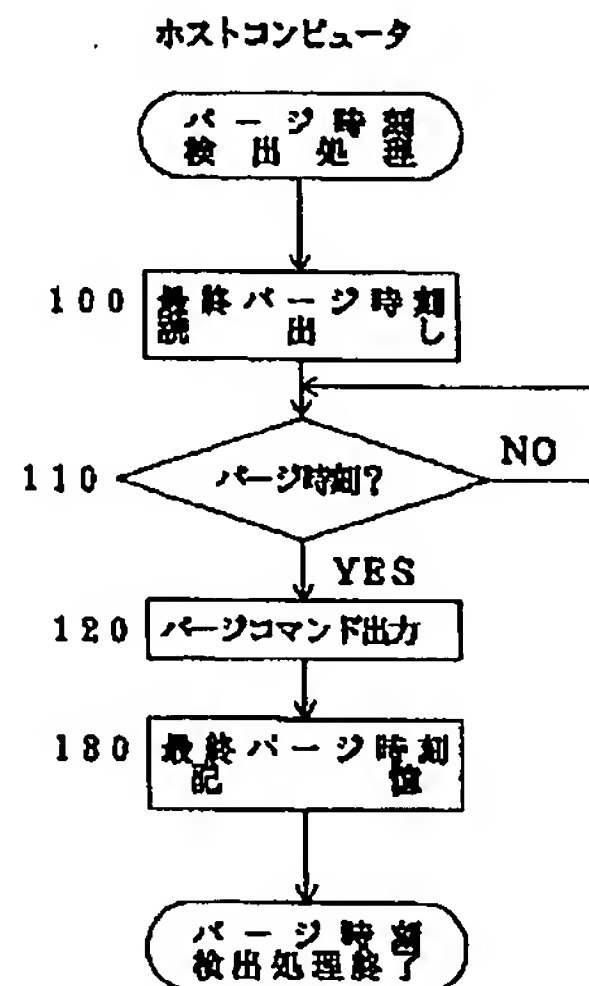 ホストコンピュータ
パージ時刻
検出処理
100
最終パージ時刻
読出し
110
パージ時刻?
NO
YES
120
パージコマンド出力
130
最終パージ時刻
記憶
パージ時刻
検出処理終了